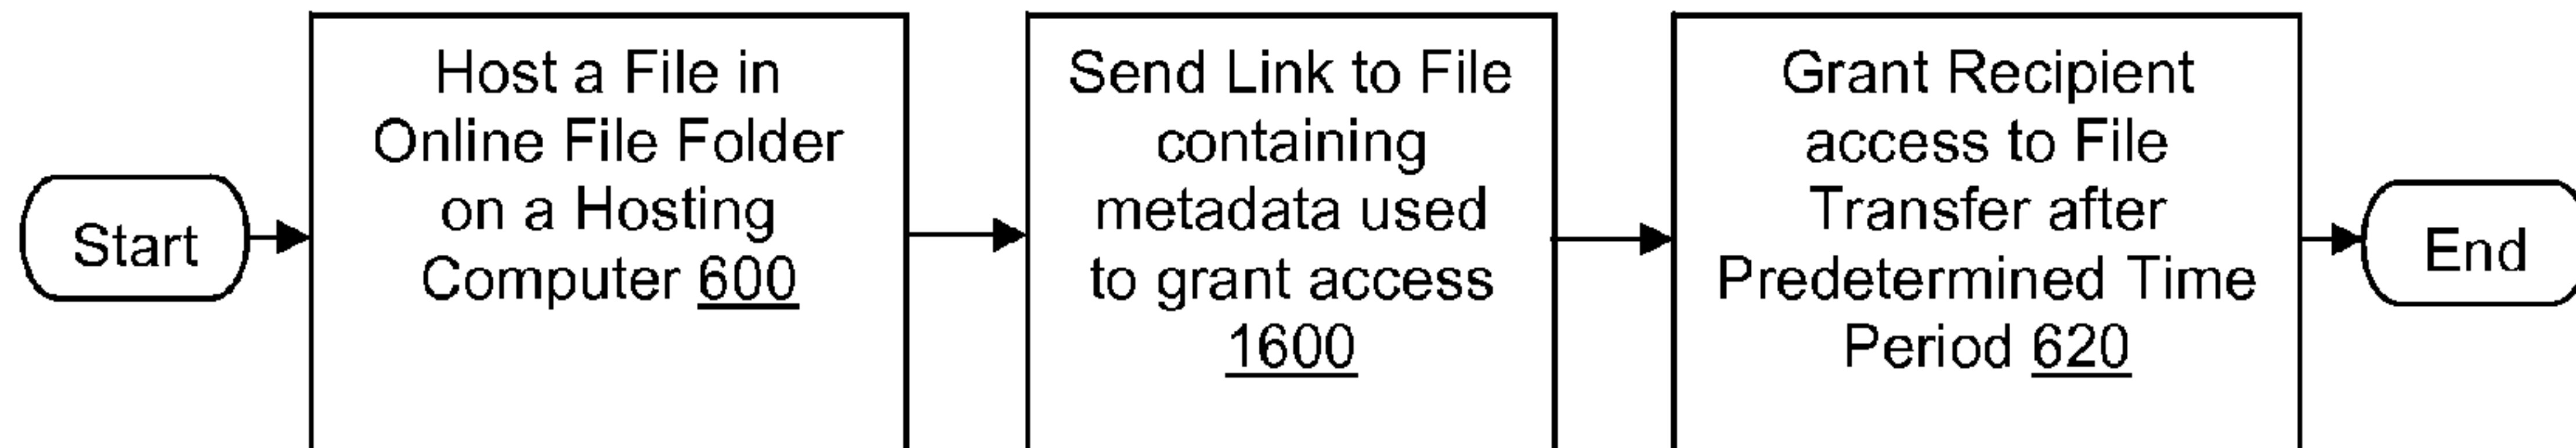 Start
Host a File in
Online File Folder
on a Hosting
Computer 600
Send Link to File
containing
metadata used
to grant access
1600
Grant Recipient
access to File
Transfer after
Predetermined Time
Period 620
End